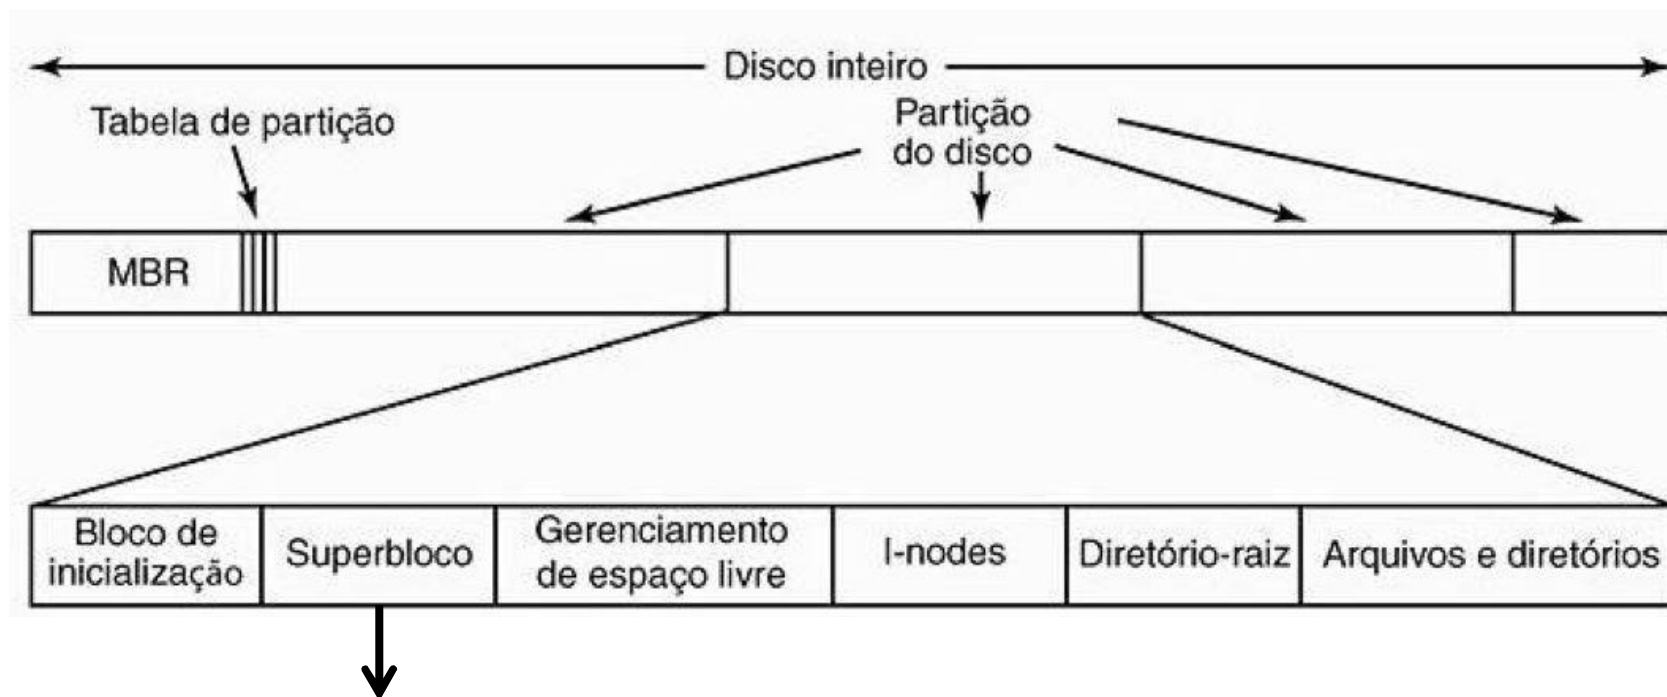 Disco inteiro
Tabela de partição
Partição
do disco
MBR
Bloco de
inicialização
Superbloco
Gerenciamento
de espaço livre
I-nodes
Diretório-raiz
Arquivos e diretórios